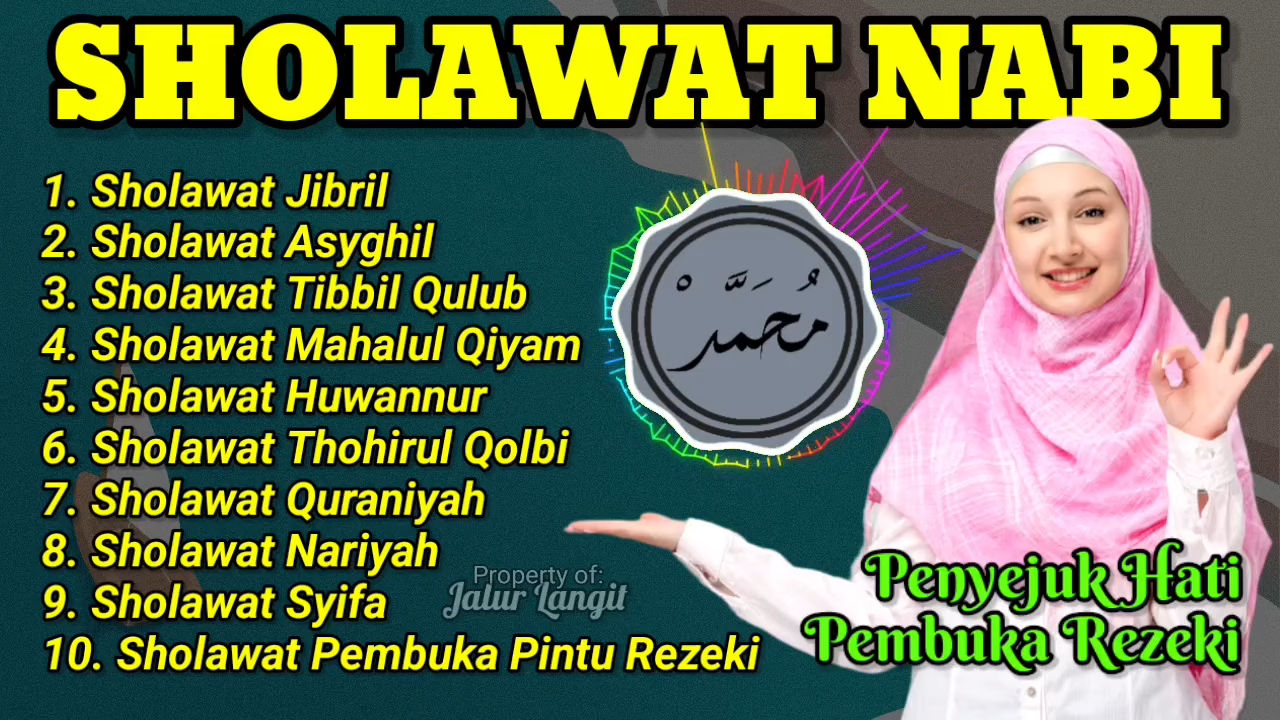 SHOLAWAT NABI
1. Sholawat Jibril
2. Sholawat Asyghil
3. Sholawat Tibbil Qulub
4. Sholawat Mahalul Qiyam
5. Sholawat Huwannur
6. Sholawat Thohirul Qolbi
7. Sholawat Quraniyah
8. Sholawat Nariyah
9. Sholawat Syifa
10. Sholawat Pembuka Pintu Rezeki
مُحَمَّدْ
Property of:
Jalur Langit
Penyejuk Hati
Pembuka Rezeki